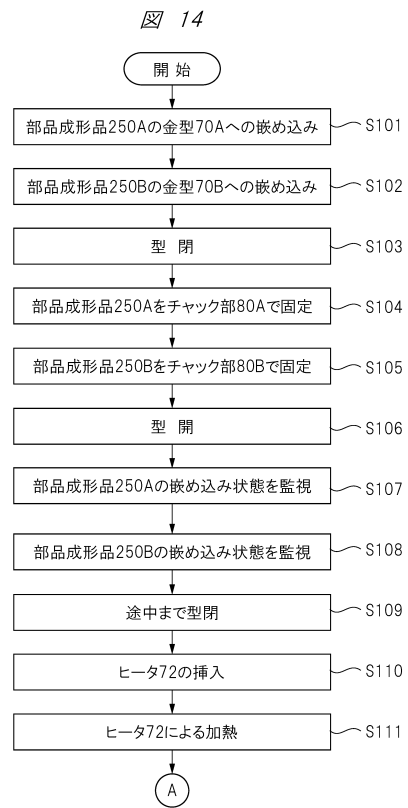 図 14
開 始
部品成形品250Aの金型70Aへの嵌め込み S101
部品成形品250Bの金型70Bへの嵌め込み S102
型 閉 S103
部品成形品250Aをチャック部80Aで固定 S104
部品成形品250Bをチャック部80Bで固定 S105
型 開 S106
部品成形品250Aの嵌め込み状態を監視 S107
部品成形品250Bの嵌め込み状態を監視 S108
途中まで型閉 S109
ヒータ72の挿入 S110
ヒータ72による加熱 S111
A